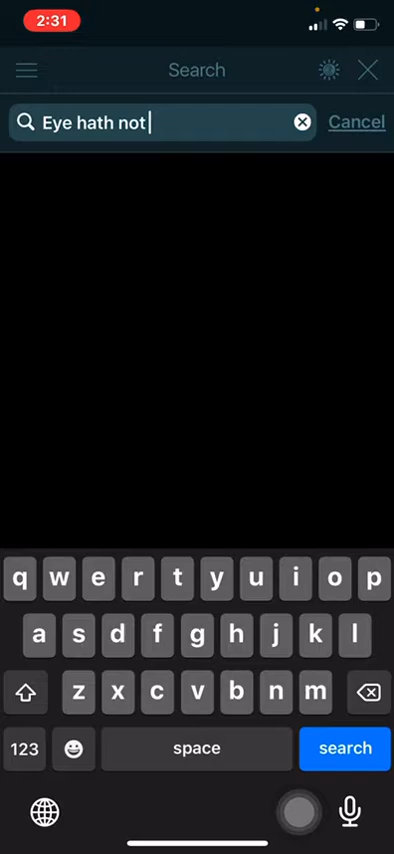 2:31
Search
Eye hath not
Cancel
q w e r t y u i o p
a s d f g h j k l
z x c v b n m
123 space search